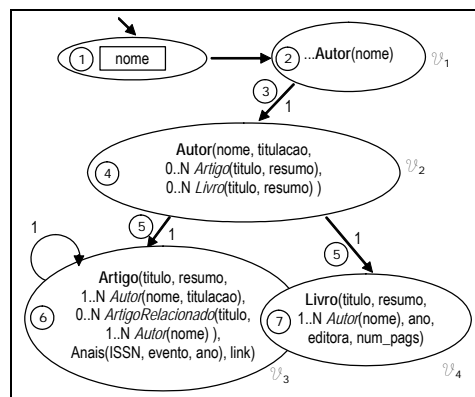 1 nome
2 ...Autor(nome)
𝒱1
3 1
Autor(nome, titulacao,
4 0..N Artigo(titulo, resumo),
0..N Livro(titulo, resumo) )
𝒱2
5 1
5 1
1
Artigo(titulo, resumo,
1..N Autor(nome, titulacao),
6 0..N ArtigoRelacionado(titulo,
1..N Autor(nome) ),
Anais(ISSN, evento, ano), link)
𝒱3
Livro(titulo, resumo,
7 1..N Autor(nome), ano,
editora, num_pags)
𝒱4